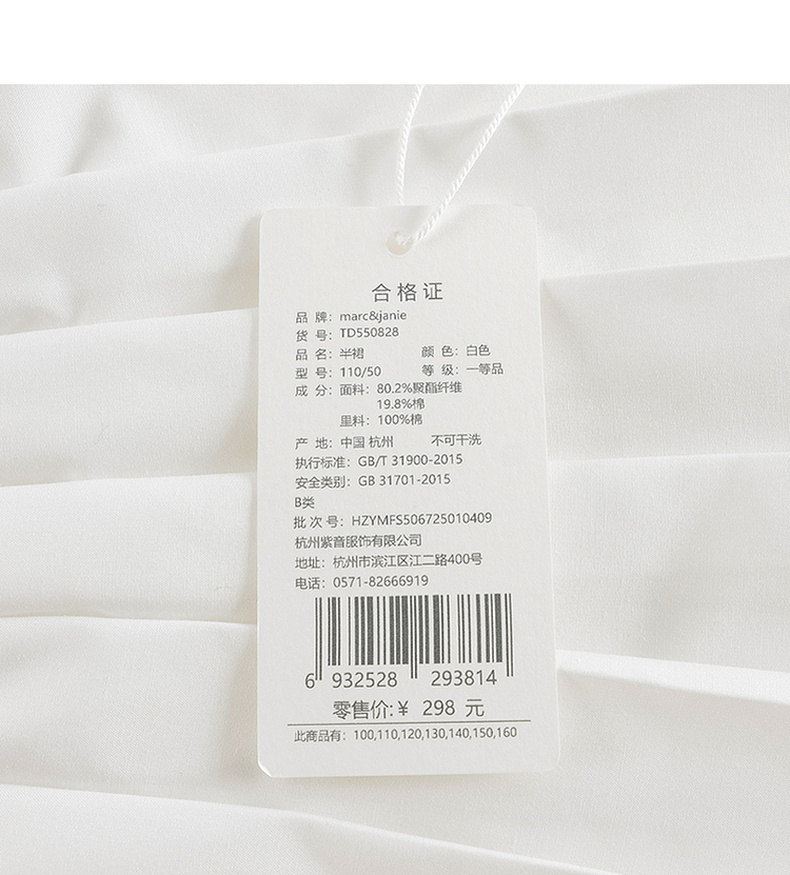 合格证
品 牌：marc&janie
货 号：TD550828
品 名：半裙 颜 色：白色
型 号：110/50 等 级：一等品
成 分：面料：80.2%聚酯纤维
19.8%棉
里料：100%棉
产 地：中国 杭州 不可干洗
执行标准：GB/T 31900-2015
安全类别：GB 31701-2015
B类
批 次 号：HZYMFS506725010409
杭州紫音服饰有限公司
地址：杭州市滨江区江二路400号
电话：0571-82666919
6 932528 293814
零售价:¥ 298 元
此商品有：100,110,120,130,140,150,160